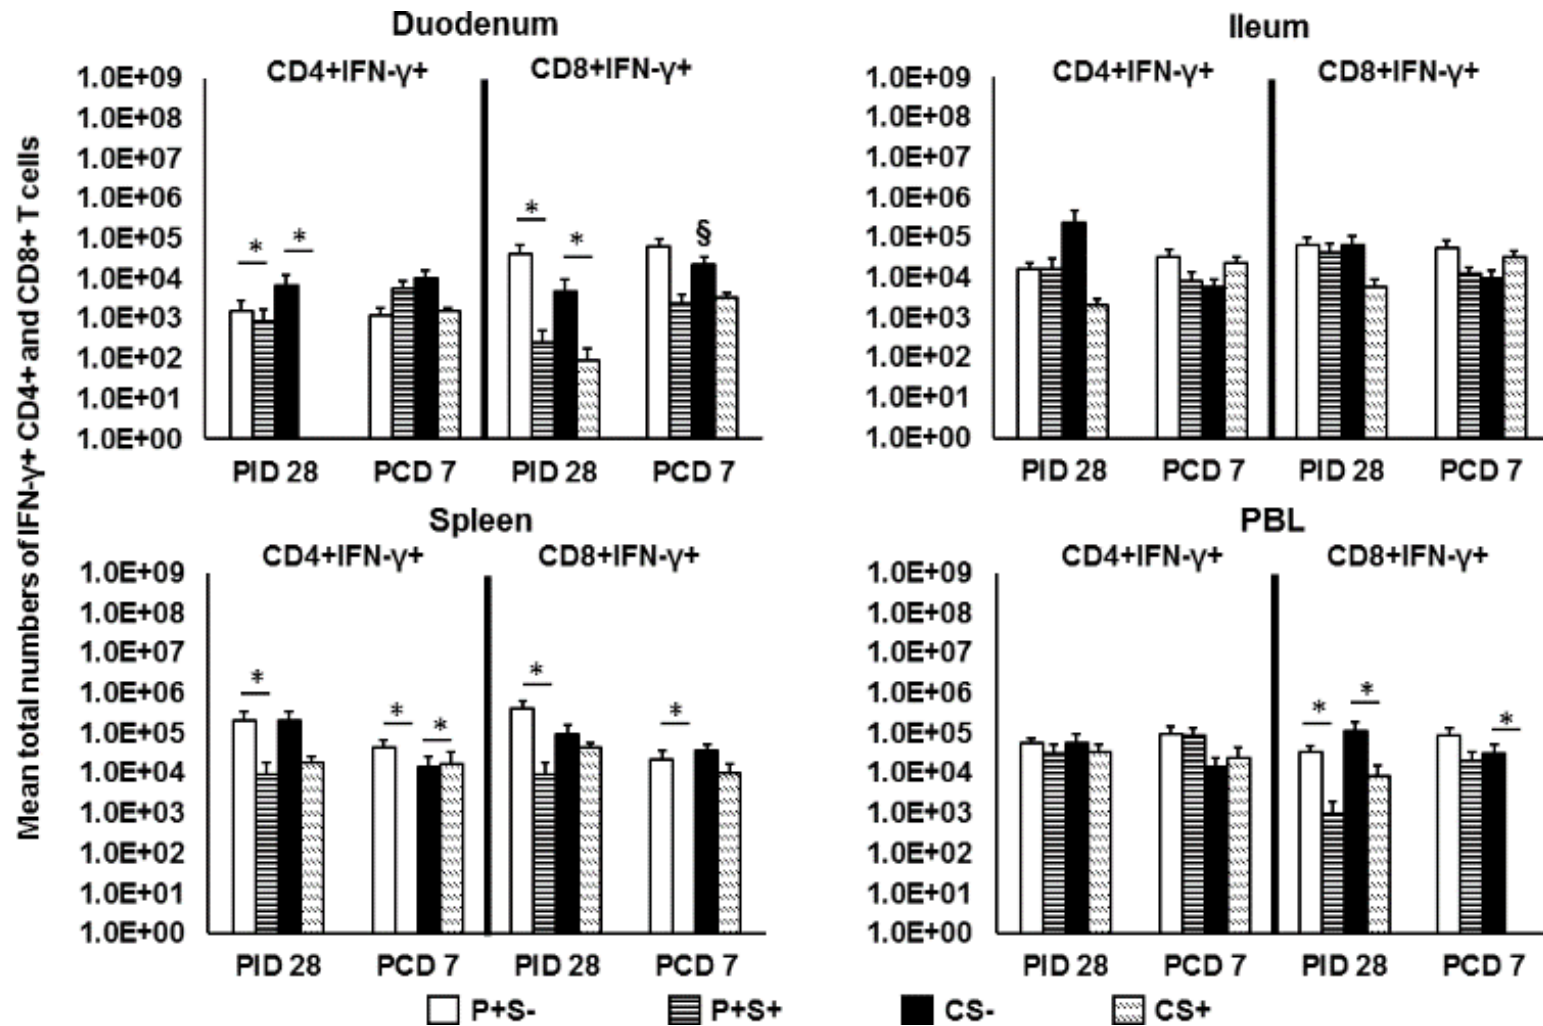 Duodenum
CD4+IFN-γ+ CD8+IFN-γ+
1.0E+09
1.0E+08
1.0E+07
1.0E+06
1.0E+05
1.0E+04
1.0E+03
1.0E+02
1.0E+01
1.0E+00
* * * * §
PID 28 PCD 7 PID 28 PCD 7
Ileum
CD4+IFN-γ+ CD8+IFN-γ+
1.0E+09
1.0E+08
1.0E+07
1.0E+06
1.0E+05
1.0E+04
1.0E+03
1.0E+02
1.0E+01
1.0E+00
PID 28 PCD 7 PID 28 PCD 7
Mean total numbers of IFN-γ+ CD4+ and CD8+ T cells
Spleen
CD4+IFN-γ+ CD8+IFN-γ+
1.0E+09
1.0E+08
1.0E+07
1.0E+06
1.0E+05
1.0E+04
1.0E+03
1.0E+02
1.0E+01
1.0E+00
* * * * *
PID 28 PCD 7 PID 28 PCD 7
PBL
CD4+IFN-γ+ CD8+IFN-γ+
1.0E+09
1.0E+08
1.0E+07
1.0E+06
1.0E+05
1.0E+04
1.0E+03
1.0E+02
1.0E+01
1.0E+00
* * *
PID 28 PCD 7 PID 28 PCD 7
P+S- P+S+ CS- CS+